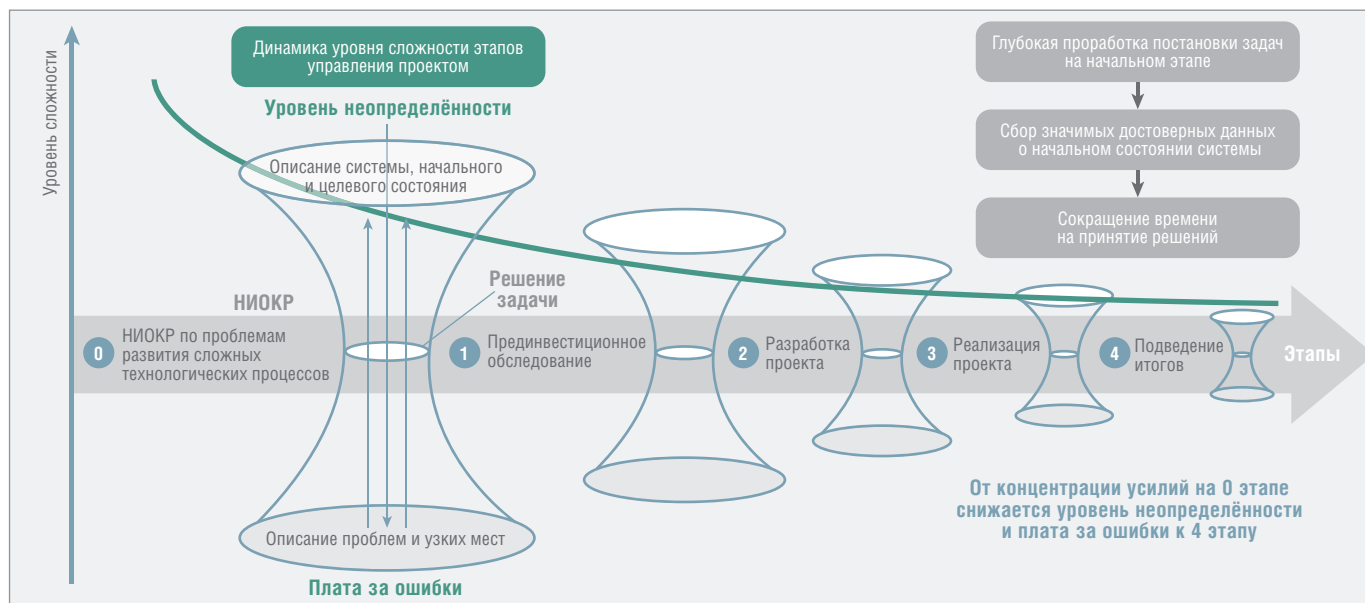 Уровень сложности
Динамика уровня сложности этапов
управления проектом
Уровень неопределённости
Описание системы, начального
и целевого состояния
Глубокая проработка постановки задач
на начальном этапе
Сбор значимых достоверных данных
о начальном состоянии системы
Сокращение времени
на принятие решений
НИОКР
Решение
задачи
0 НИОКР по проблемам
развития сложных
технологических процессов
1 Прединвестиционное
обследование
2 Разработка
проекта
3 Реализация
проекта
4 Подведение
итогов
Этапы
Описание проблем и узких мест
Плата за ошибки
От концентрации усилий на 0 этапе
снижается уровень неопределённости
и плата за ошибки к 4 этапу